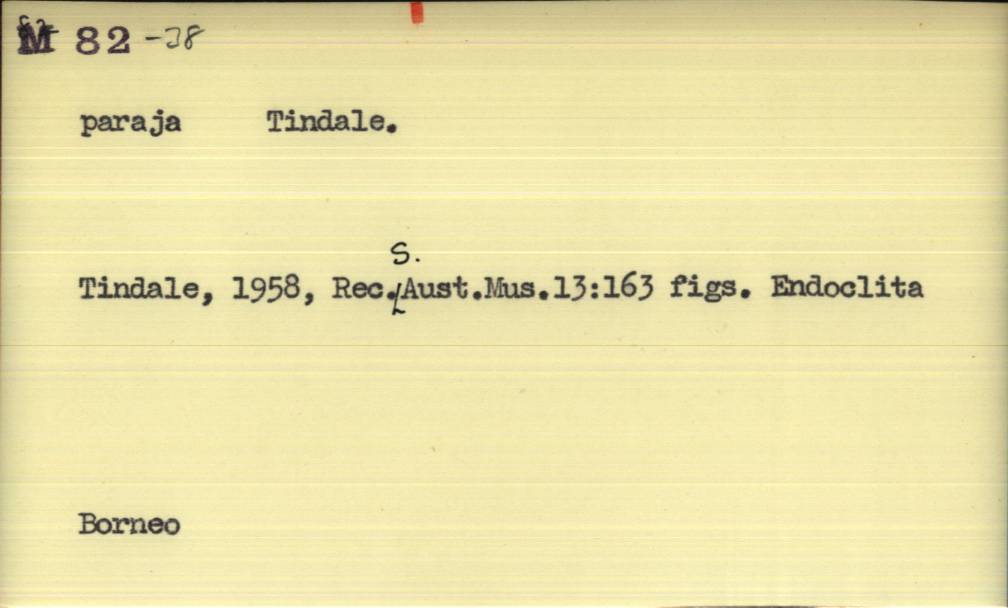 M 82 -38
paraja Tindale.
Tindale, 1958, Rec. S. Aust.Mus.13:163 figs. Endoclita
Borneo